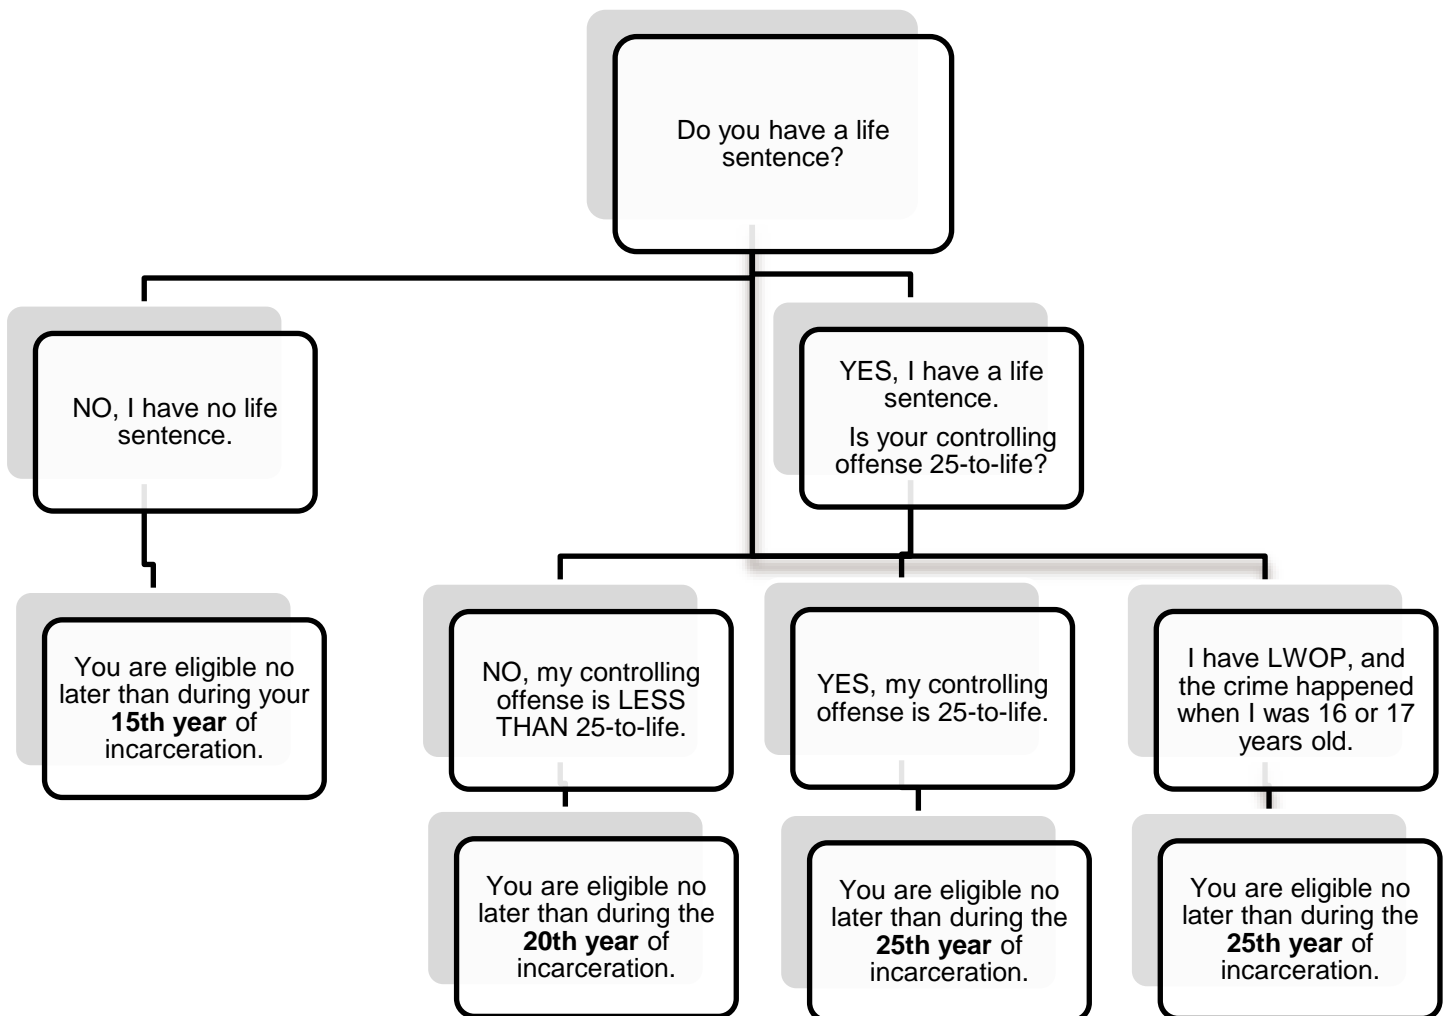 Do you have a life
sentence?
NO, I have no life
sentence.
YES, I have a life
sentence.
Is your controlling
offense 25-to-life?
You are eligible no
later than during your
15th year of
incarceration.
NO, my controlling
offense is LESS
THAN 25-to-life.
YES, my controlling
offense is 25-to-life.
I have LWOP, and
the crime happened
when I was 16 or 17
years old.
You are eligible no
later than during the
20th year of
incarceration.
You are eligible no
later than during the
25th year of
incarceration.
You are eligible no
later than during the
25th year of
incarceration.